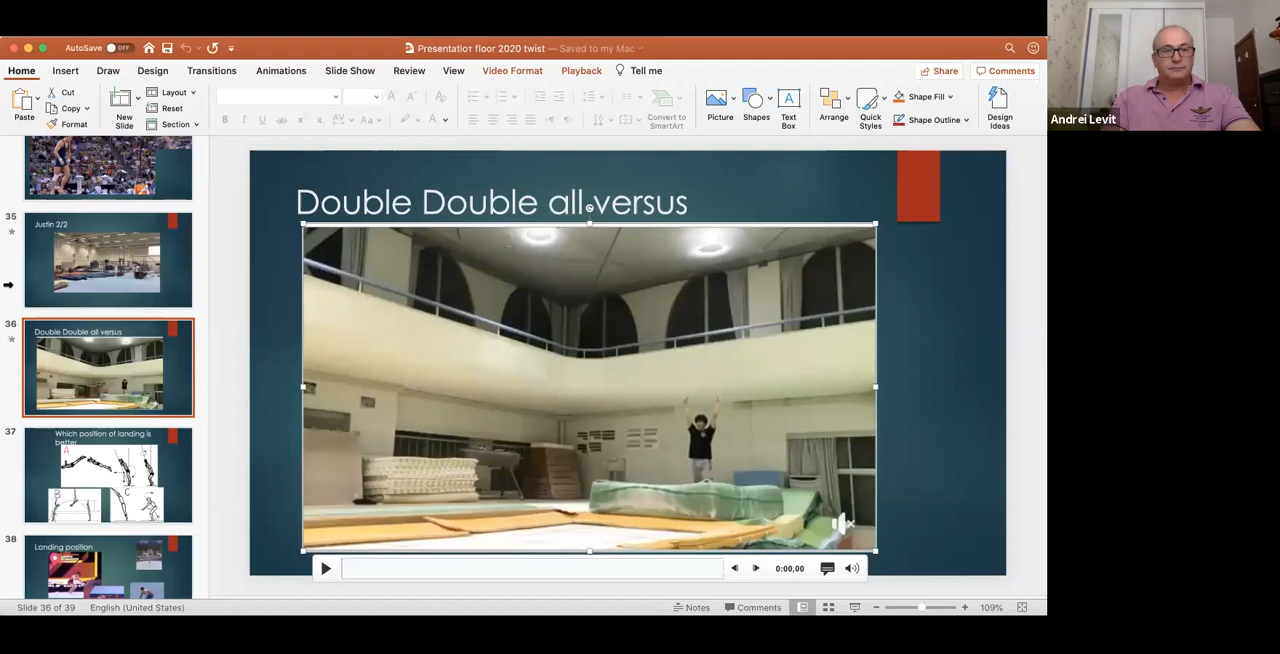 AutoSave OFF
Presentatioт floor 2020 twist — Saved to my Mac
Home Insert Draw Design Transitions Animations Slide Show Review View Video Format Playback Tell me
Share Comments
Paste
Cut
Copy
Format
New Slide
Layout
Reset
Section
B I U ab
Convert to SmartArt
Picture
Shapes
Text Box
Arrange
Quick Styles
Shape Fill
Shape Outline
Design Ideas
Andrei Levit
35
Justin 2/2
36
Double Double all versus
37
Which position of landing is
better
A
B
C
38
Landing position
Double Double all versus
0:00,00
Slide 36 of 39 English (United States)
Notes Comments 109%